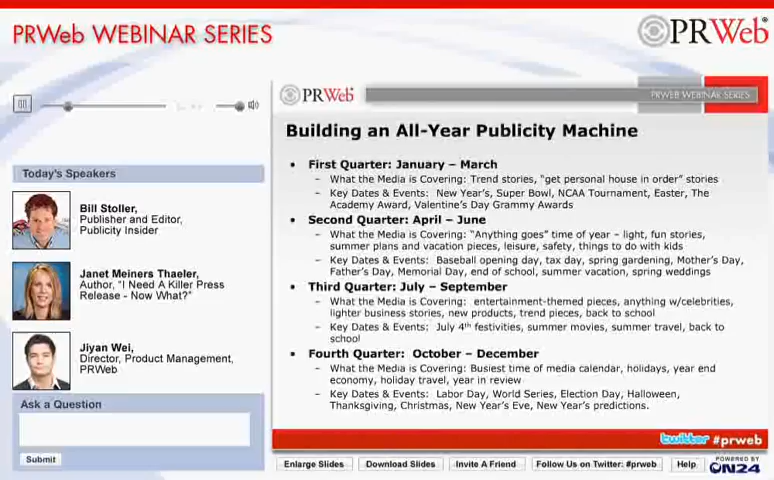 PRWeb WEBINAR SERIES
PRWeb
Today's Speakers
Bill Stoller,
Publisher and Editor,
Publicity Insider
Janet Meiners Thaeler,
Author, "I Need A Killer Press
Release - Now What?"
Jiyan Wei,
Director, Product Management,
PRWeb
Ask a Question
Submit
PRWeb
PRWEB WEBINAR SERIES
Building an All-Year Publicity Machine
• First Quarter: January – March
– What the Media is Covering: Trend stories, "get personal house in order" stories
– Key Dates & Events: New Year's, Super Bowl, NCAA Tournament, Easter, The
Academy Award, Valentine's Day Grammy Awards
• Second Quarter: April – June
– What the Media is Covering: "Anything goes" time of year – light, fun stories,
summer plans and vacation pieces, leisure, safety, things to do with kids
– Key Dates & Events: Baseball opening day, tax day, spring gardening, Mother's Day,
Father's Day, Memorial Day, end of school, summer vacation, spring weddings
• Third Quarter: July – September
– What the Media is Covering: entertainment-themed pieces, anything w/celebrities,
lighter business stories, new products, trend pieces, back to school
– Key Dates & Events: July 4th festivities, summer movies, summer travel, back to
school
• Fourth Quarter: October – December
– What the Media is Covering: Busiest time of media calendar, holidays, year end
economy, holiday travel, year in review
– Key Dates & Events: Labor Day, World Series, Election Day, Halloween,
Thanksgiving, Christmas, New Year's Eve, New Year's predictions.
twitter #prweb
Enlarge Slides
Download Slides
Invite A Friend
Follow Us on Twitter: #prweb
Help
POWERED BY
ON24